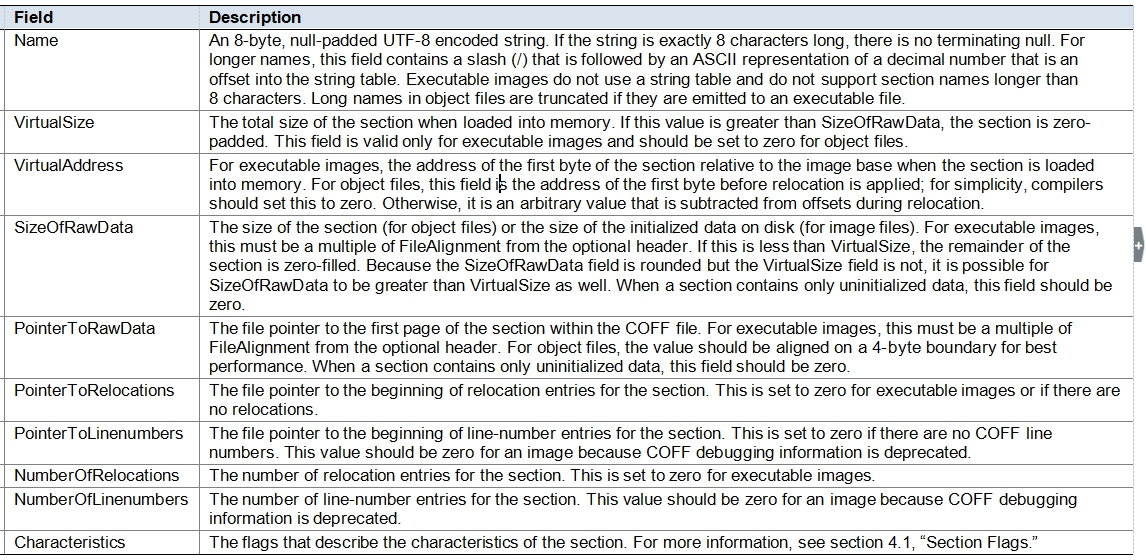 Field Description
Name An 8-byte, null-padded UTF-8 encoded string. If the string is exactly 8 characters long, there is no terminating null. For
longer names, this field contains a slash (/) that is followed by an ASCII representation of a decimal number that is an
offset into the string table. Executable images do not use a string table and do not support section names longer than
8 characters. Long names in object files are truncated if they are emitted to an executable file.
VirtualSize The total size of the section when loaded into memory. If this value is greater than SizeOfRawData, the section is zero-
padded. This field is valid only for executable images and should be set to zero for object files.
VirtualAddress For executable images, the address of the first byte of the section relative to the image base when the section is loaded
into memory. For object files, this field is the address of the first byte before relocation is applied; for simplicity, compilers
should set this to zero. Otherwise, it is an arbitrary value that is subtracted from offsets during relocation.
SizeOfRawData The size of the section (for object files) or the size of the initialized data on disk (for image files). For executable images,
this must be a multiple of FileAlignment from the optional header. If this is less than VirtualSize, the remainder of the
section is zero-filled. Because the SizeOfRawData field is rounded but the VirtualSize field is not, it is possible for
SizeOfRawData to be greater than VirtualSize as well. When a section contains only uninitialized data, this field should be
zero.
PointerToRawData The file pointer to the first page of the section within the COFF file. For executable images, this must be a multiple of
FileAlignment from the optional header. For object files, the value should be aligned on a 4-byte boundary for best
performance. When a section contains only uninitialized data, this field should be zero.
PointerToRelocations The file pointer to the beginning of relocation entries for the section. This is set to zero for executable images or if there are
no relocations.
PointerToLinenumbers The file pointer to the beginning of line-number entries for the section. This is set to zero if there are no COFF line
numbers. This value should be zero for an image because COFF debugging information is deprecated.
NumberOfRelocations The number of relocation entries for the section. This is set to zero for executable images.
NumberOfLinenumbers The number of line-number entries for the section. This value should be zero for an image because COFF debugging
information is deprecated.
Characteristics The flags that describe the characteristics of the section. For more information, see section 4.1, “Section Flags.”